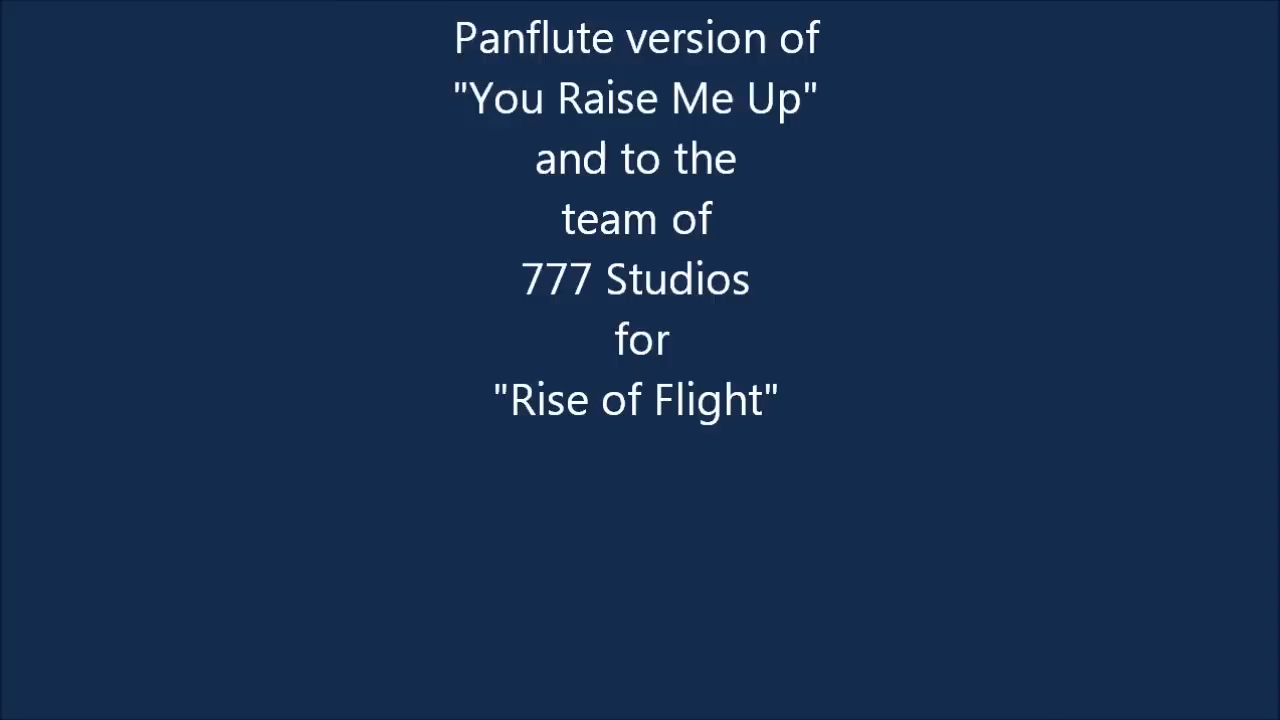 Panflute version of
"You Raise Me Up"
and to the
team of
777 Studios
for
"Rise of Flight"